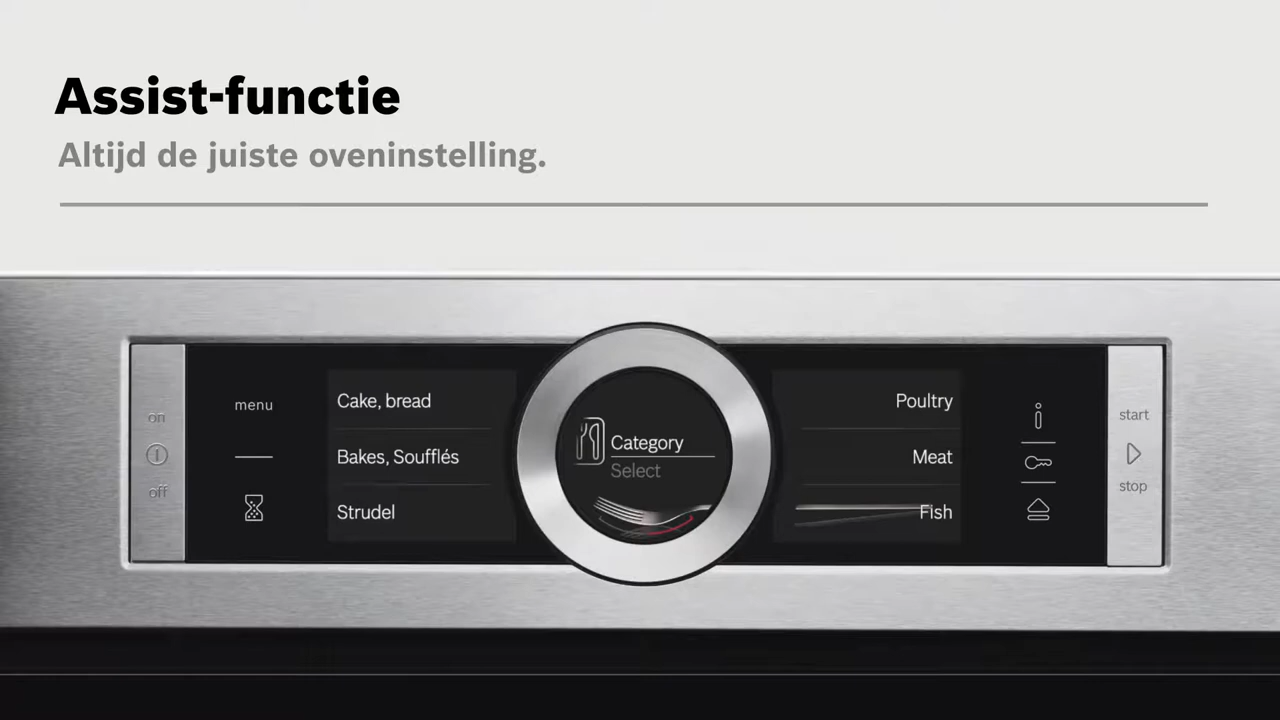 Assist-functie
Altijd de juiste oveninstelling.
on
off
menu
Cake, bread
Bakes, Soufflés
Strudel
Category
Select
Poultry
Meat
Fish
start
stop